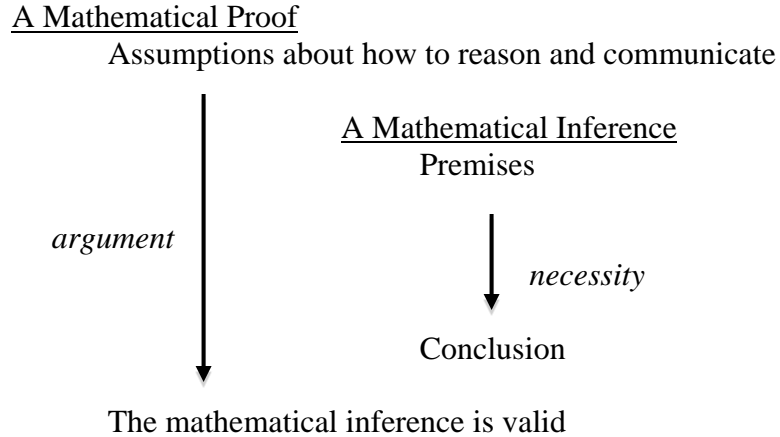 A Mathematical Proof
Assumptions about how to reason and communicate
A Mathematical Inference
Premises
argument
necessity
Conclusion
The mathematical inference is valid